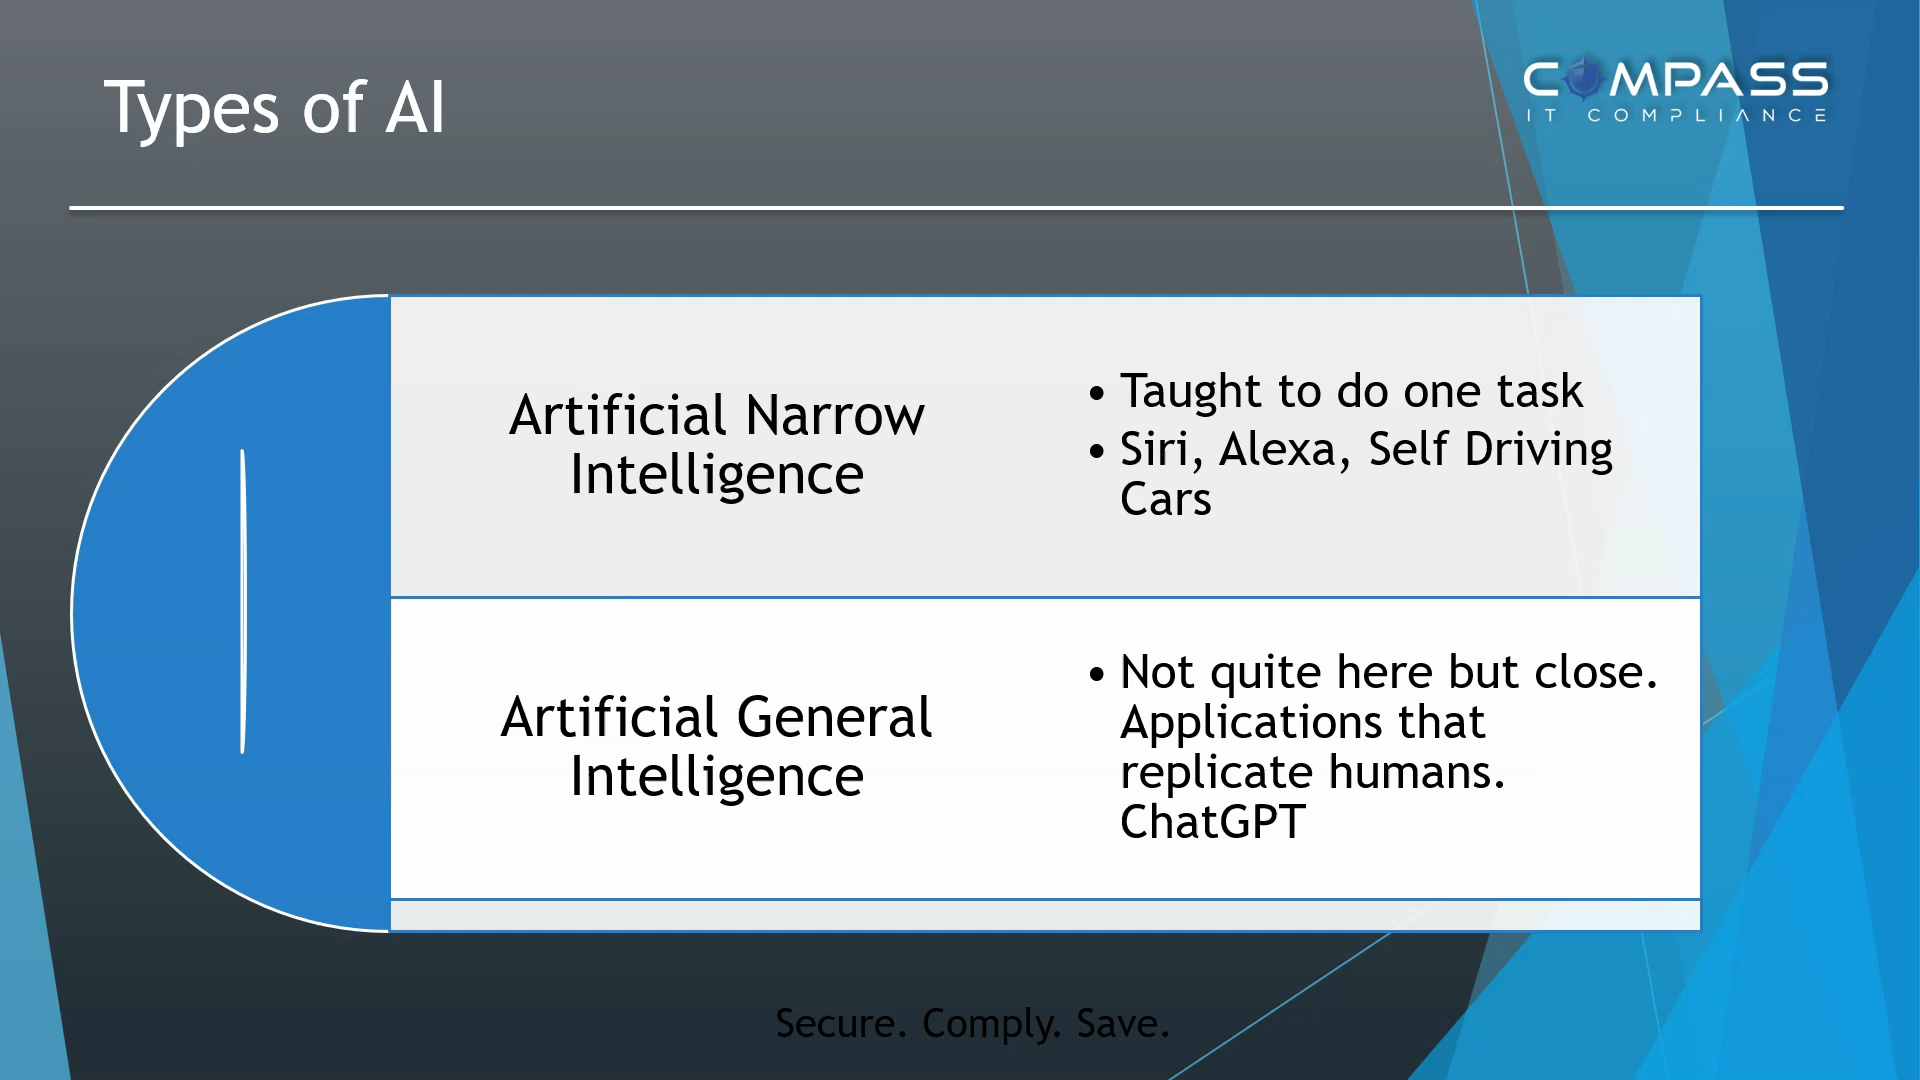 Types of AI
COMPASS
IT COMPLIANCE
Artificial Narrow
Intelligence
• Taught to do one task
• Siri, Alexa, Self Driving
Cars
Artificial General
Intelligence
• Not quite here but close.
Applications that
replicate humans.
ChatGPT
Secure. Comply. Save.